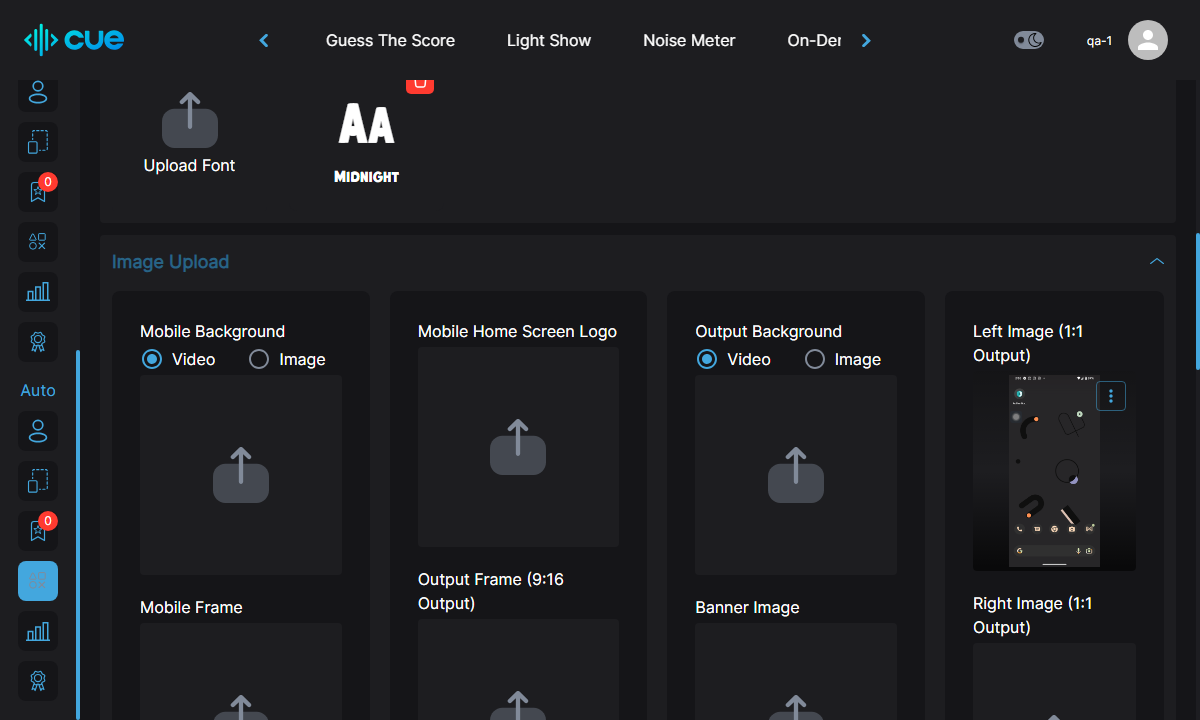 cue
Guess The Score
Light Show
Noise Meter
On-Der
qa-1
0
Auto
0
Upload Font
AA
MIDNIGHT
Image Upload
Mobile Background
Video
Image
Mobile Home Screen Logo
Output Background
Video
Image
Left Image (1:1
Output)
Mobile Frame
Output Frame (9:16
Output)
Banner Image
Right Image (1:1
Output)